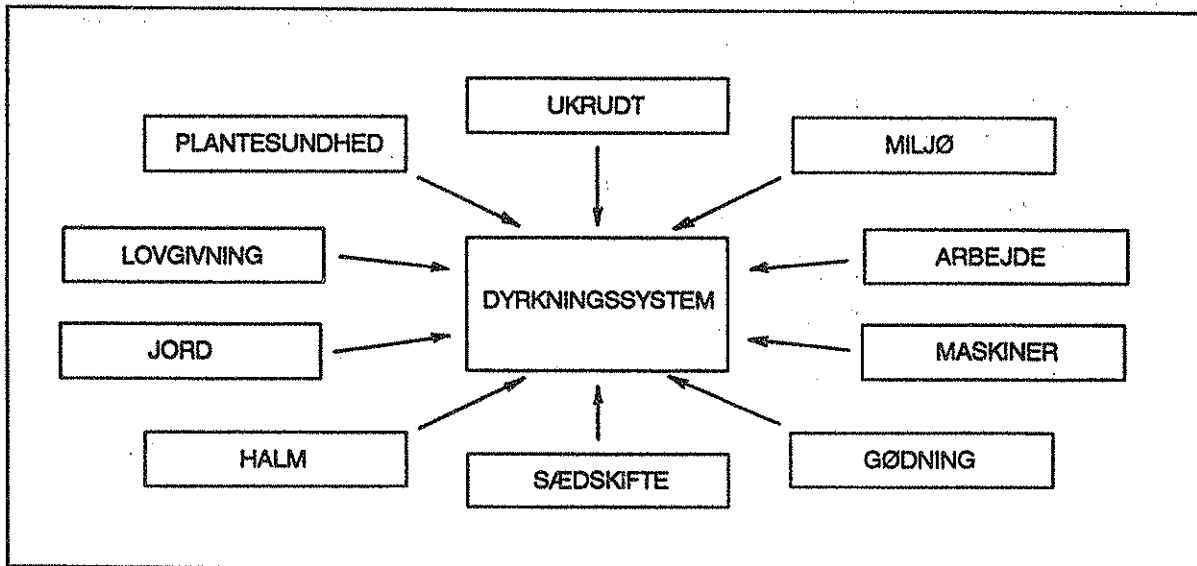 UKRUDT
PLANTESUNDHED
MILJØ
LOVGIVNING
ARBEJDE
DYRKNINGSSYSTEM
JORD
MASKINER
HALM
GØDNING
SÆDSKIFTE